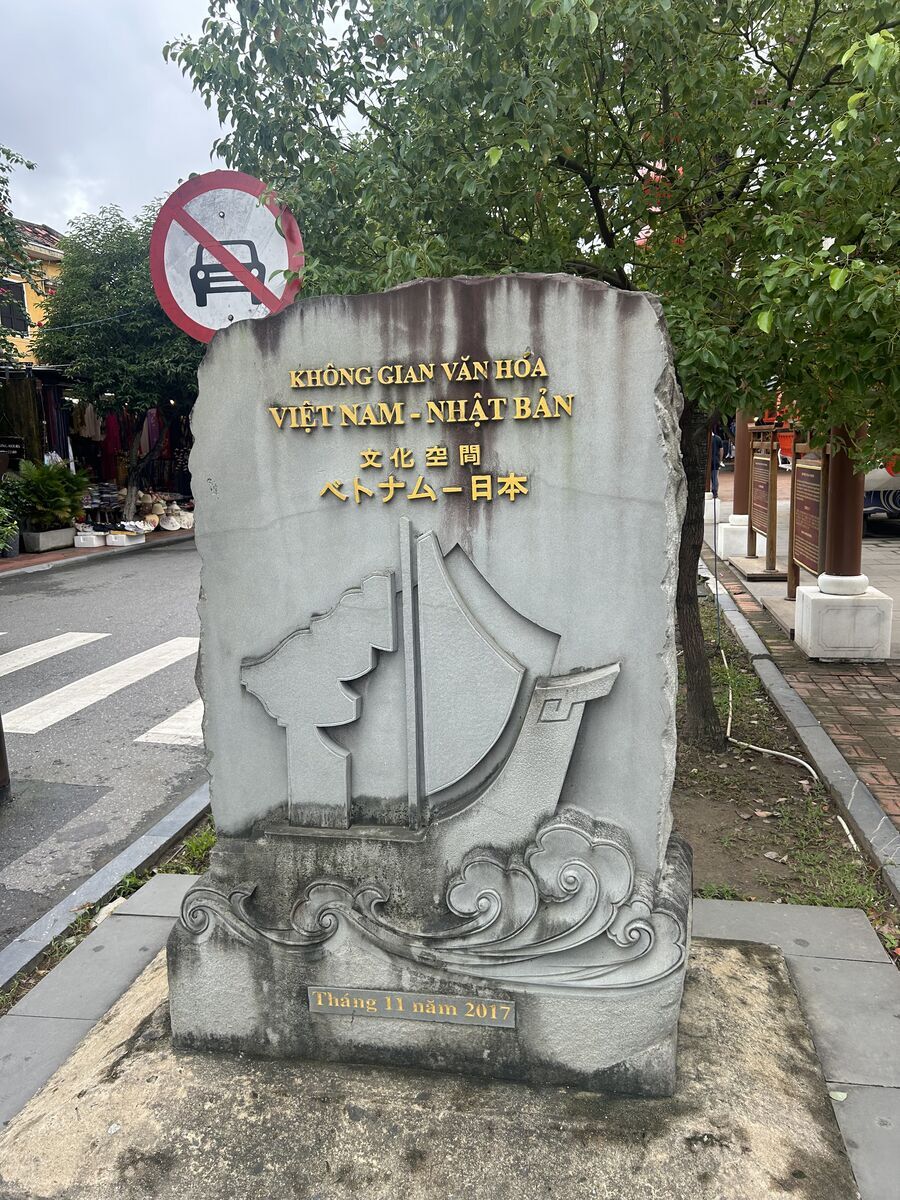 KHÔNG GIAN VĂN HÓA
VIỆT NAM - NHẬT BẢN
文化空間
ベトナムー日本
Tháng 11 năm 2017